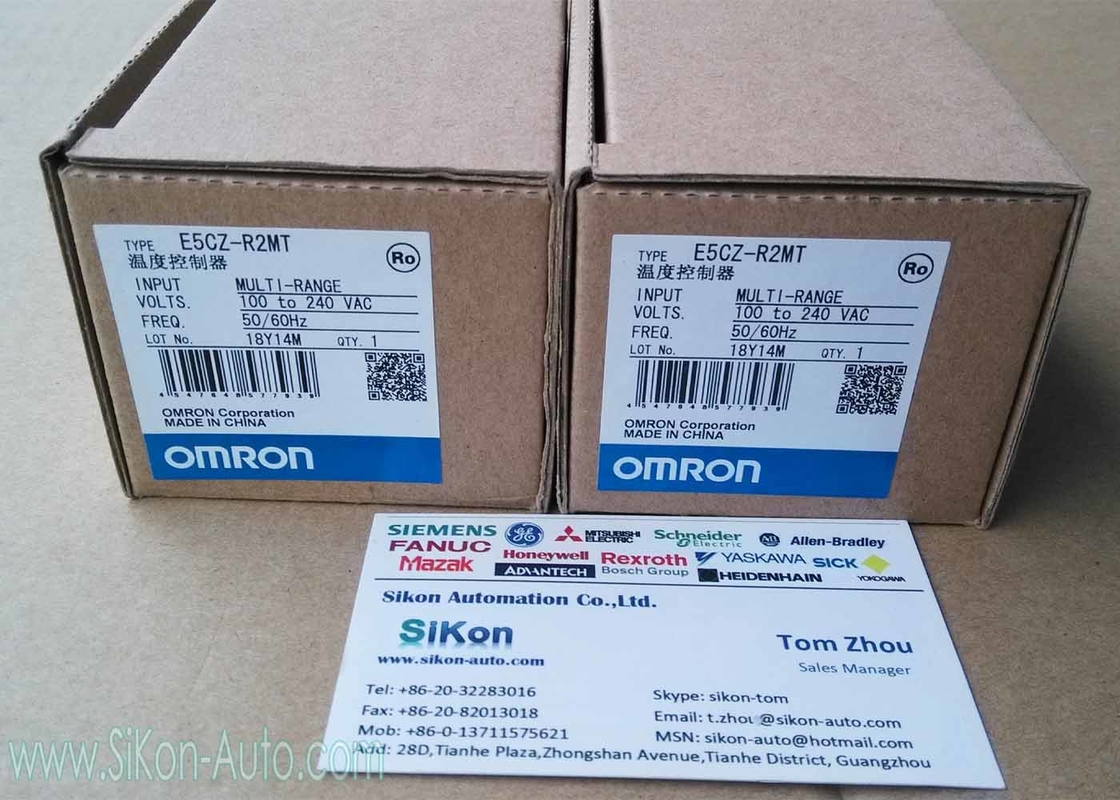 TYPE E5CZ-R2MT
温度控制器
Ro
INPUT MULTI-RANGE
VOLTS. 100 to 240 VAC
FREQ. 50/60Hz
LOT No. 18Y14M QTY. 1
4547648577939
OMRON Corporation
MADE IN CHINA
OMRON
TYPE E5CZ-R2MT
温度控制器
Ro
INPUT MULTI-RANGE
VOLTS. 100 to 240 VAC
FREQ. 50/60Hz
LOT No. 18Y14M QTY. 1
4547648577939
OMRON Corporation
MADE IN CHINA
OMRON
SIEMENS GE MITSUBISHI ELECTRIC Schneider Electric AB Allen-Bradley
FANUC Honeywell Rexroth YASKAWA SICK
Mazak ADVANTECH Bosch Group HEIDENHAIN YOKOGAWA
Sikon Automation Co.,Ltd.
SiKon
www.sikon-auto.com
Tom Zhou
Sales Manager
Tel: +86-20-32283016
Fax: +86-20-82013018
Mob: +86-0-13711575621
Skype: sikon-tom
Email: t.zhou@sikon-auto.com
MSN: sikon-auto@hotmail.com
Add: 28D,Tianhe Plaza,Zhongshan Avenue,Tianhe District, Guangzhou
www.SiKon-Auto.com